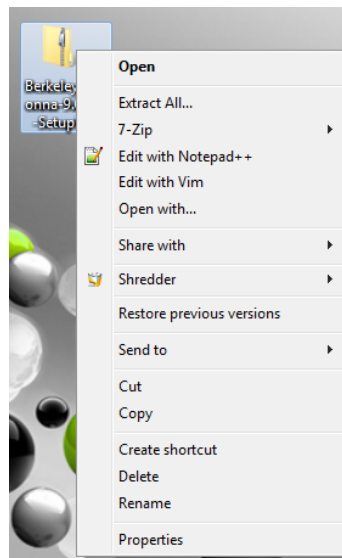 Berkeley
onna-9.
-Setup
Open
Extract All...
7-Zip
Edit with Notepad++
Edit with Vim
Open with...
Share with
Shredder
Restore previous versions
Send to
Cut
Copy
Create shortcut
Delete
Rename
Properties